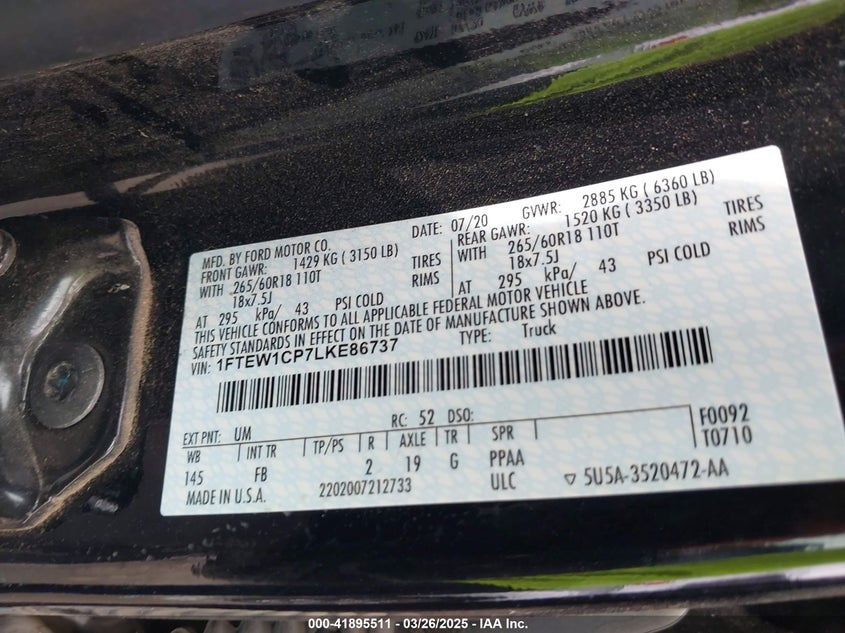 MFD. BY FORD MOTOR CO.
DATE: 07/20 GVWR: 2885 KG ( 6360 LB)
FRONT GAWR: 1429 KG ( 3150 LB)
REAR GAWR: 1520 KG ( 3350 LB)
WITH 265/60R18 110T TIRES
WITH 265/60R18 110T TIRES
18x7.5J RIMS
18x7.5J RIMS
AT 295 kPa/ 43 PSI COLD
AT 295 kPa/ 43 PSI COLD
THIS VEHICLE CONFORMS TO ALL APPLICABLE FEDERAL MOTOR VEHICLE
SAFETY STANDARDS IN EFFECT ON THE DATE OF MANUFACTURE SHOWN ABOVE.
VIN: 1FTEW1CP7LKE86737 TYPE: Truck
EXT PNT: UM RC: 52 DSO:
WB INT TR TP/PS R AXLE TR SPR F0092
145 FB 2 19 G PPAA T0710
MADE IN U.S.A. 2202007212733 ULC ▽ 5U5A-3520472-AA
000-41895511 — 03/26/2025 — IAA Inc.